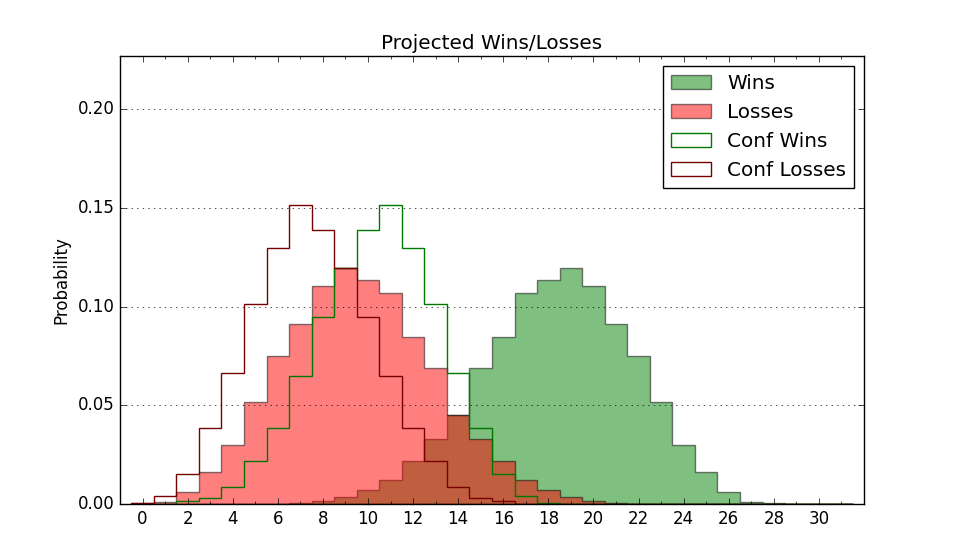 Projected Wins/Losses
Wins
Losses
Conf Wins
Conf Losses
Probability
0.20
0.15
0.10
0.05
0.00
0 2 4 6 8 10 12 14 16 18 20 22 24 26 28 30